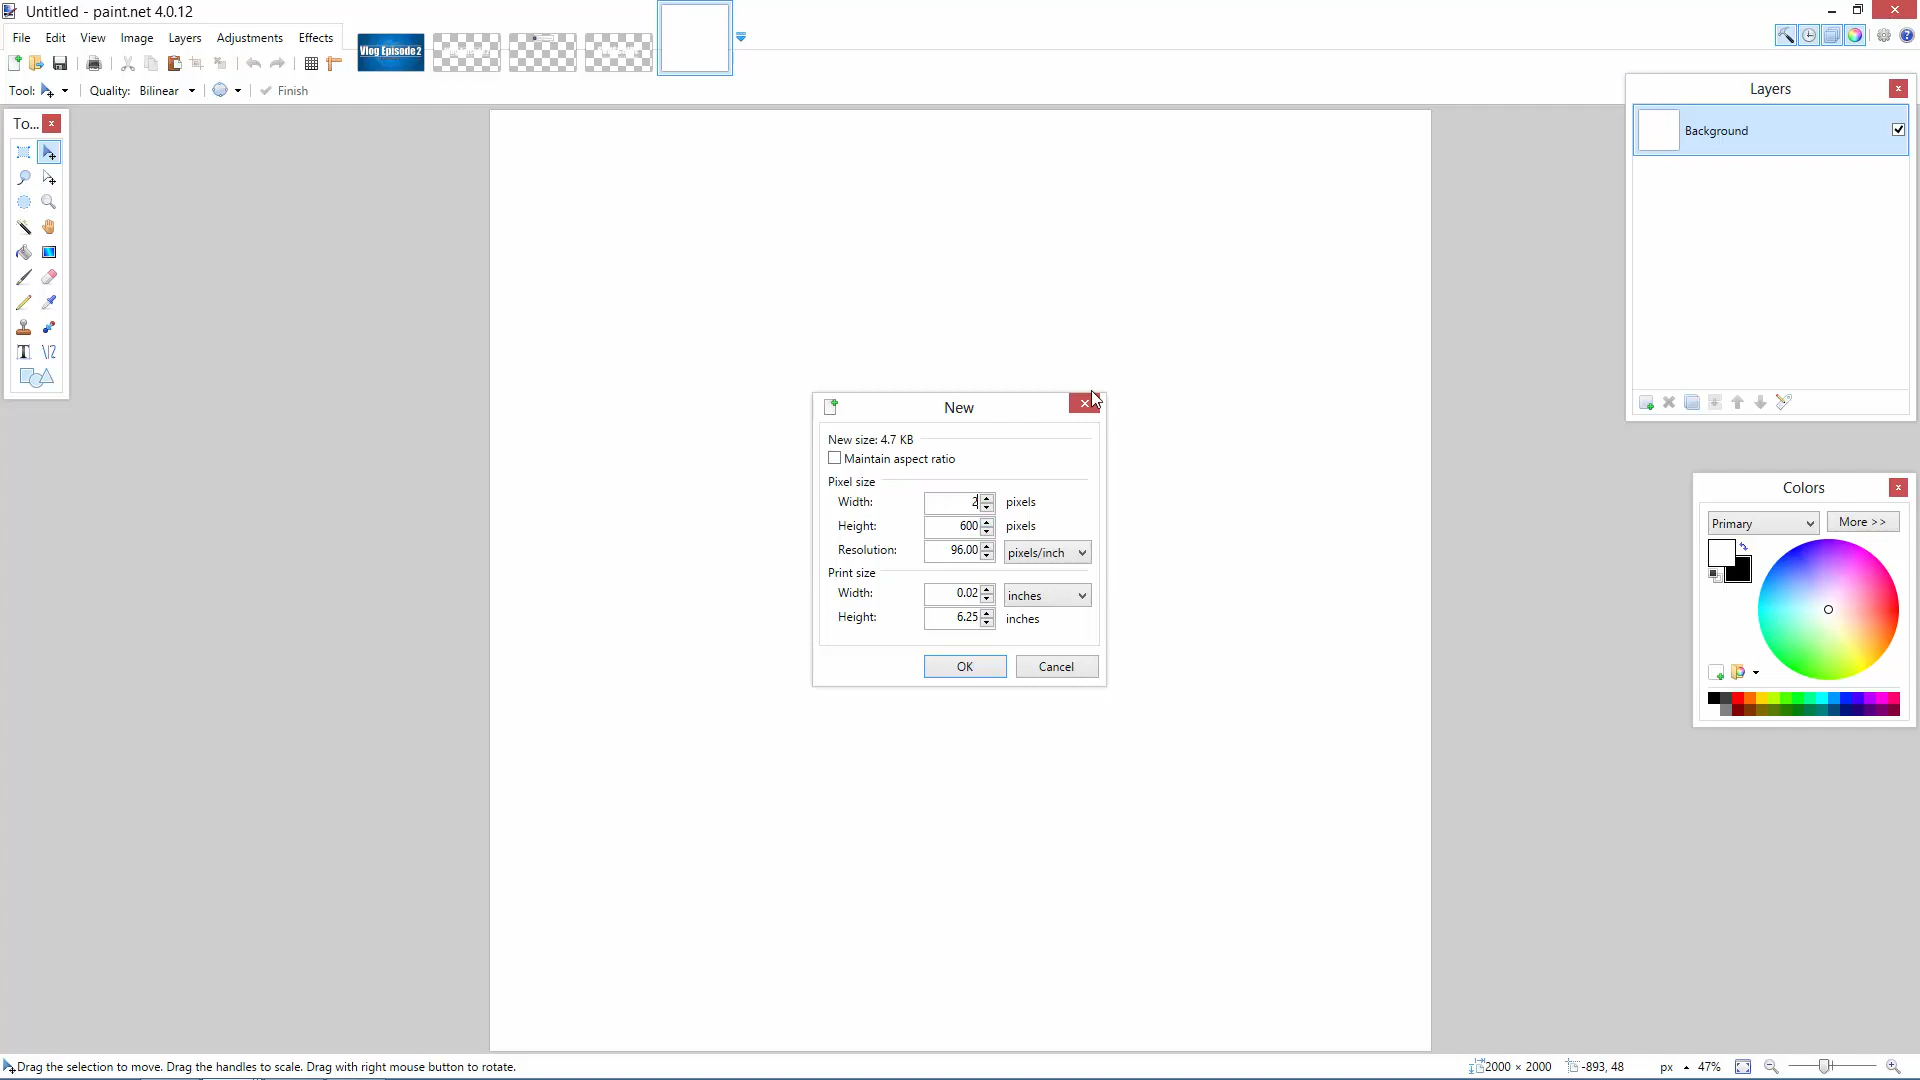 Untitled - paint.net 4.0.12
File Edit View Image Layers Adjustments Effects
Vlog Episode2
Tool: Quality: Bilinear Finish
To...
Layers
Background
New
New size: 4.7 KB
Maintain aspect ratio
Pixel size
Width: 2 pixels
Height: 600 pixels
Resolution: 96.00 pixels/inch
Print size
Width: 0.02 inches
Height: 6.25 inches
OK Cancel
Colors
Primary More >>
Drag the selection to move. Drag the handles to scale. Drag with right mouse button to rotate. 2000 × 2000 -893, 48 px 47%